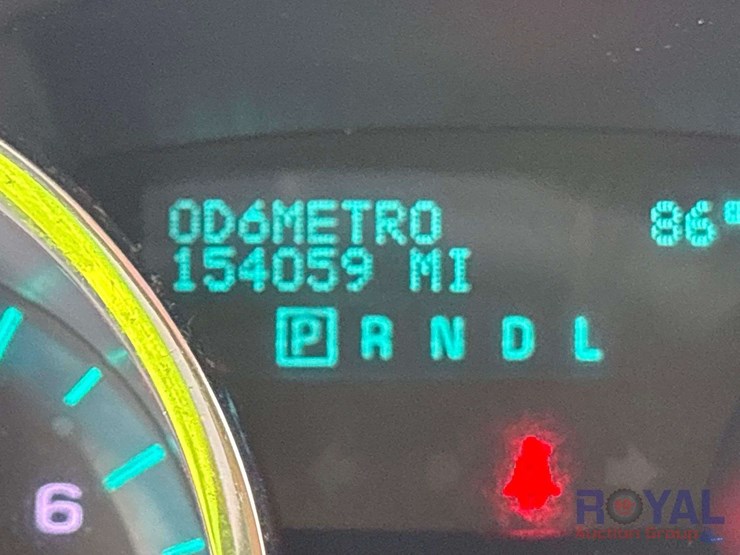 OD6METRO 86°
154059 MI
P R N D L
6
ROYAL
Auction Group